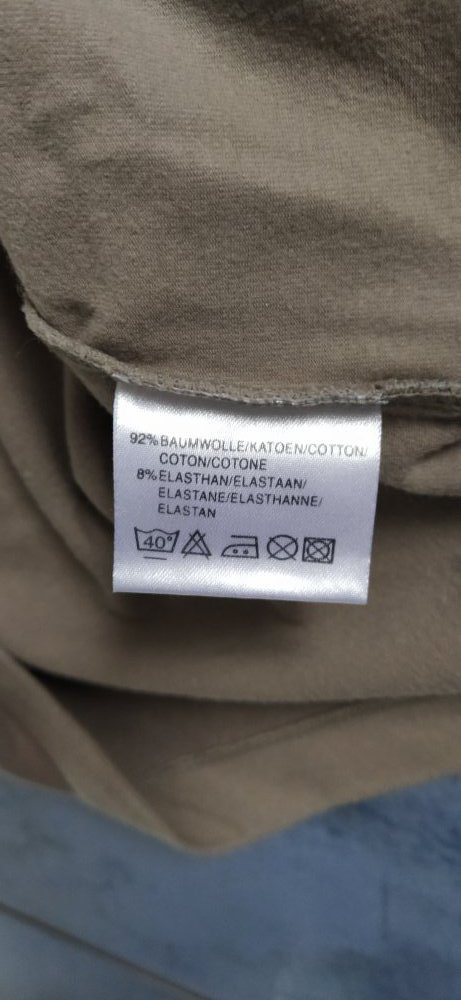 92% BAUMWOLLE/KATOEN/COTTON/
COTON/COTONE
8% ELASTHAN/ELASTAAN/
ELASTANE/ELASTHANNE/
ELASTAN
40°